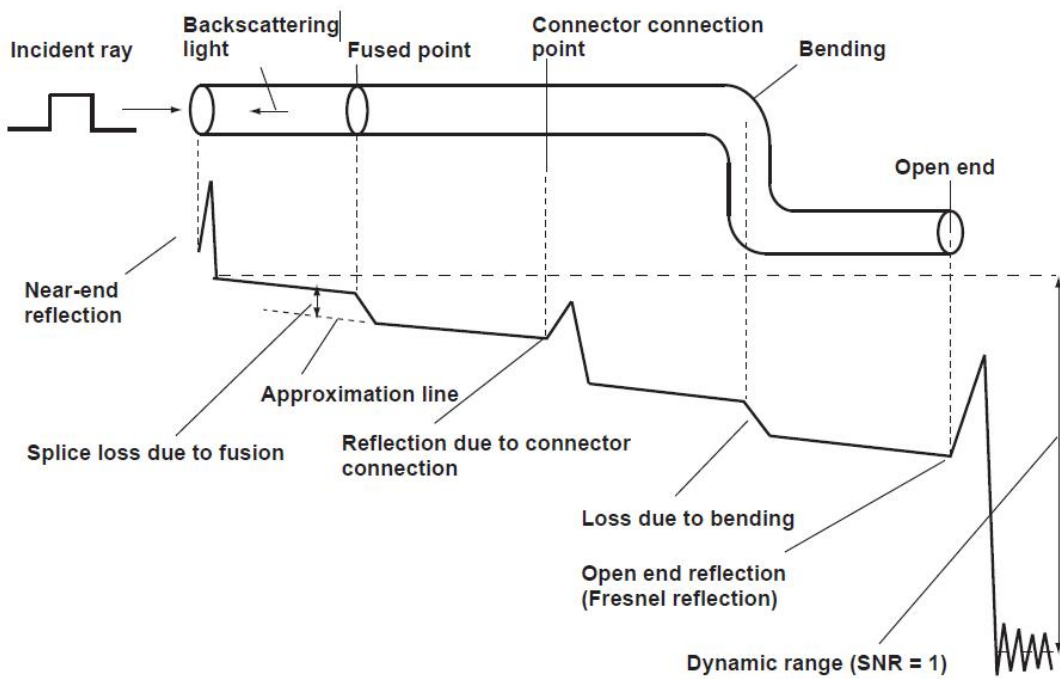 Incident ray
Backscattering
light
Fused point
Connector connection
point
Bending
Open end
Near-end
reflection
Approximation line
Splice loss due to fusion
Reflection due to connector
connection
Loss due to bending
Open end reflection
(Fresnel reflection)
Dynamic range (SNR = 1)